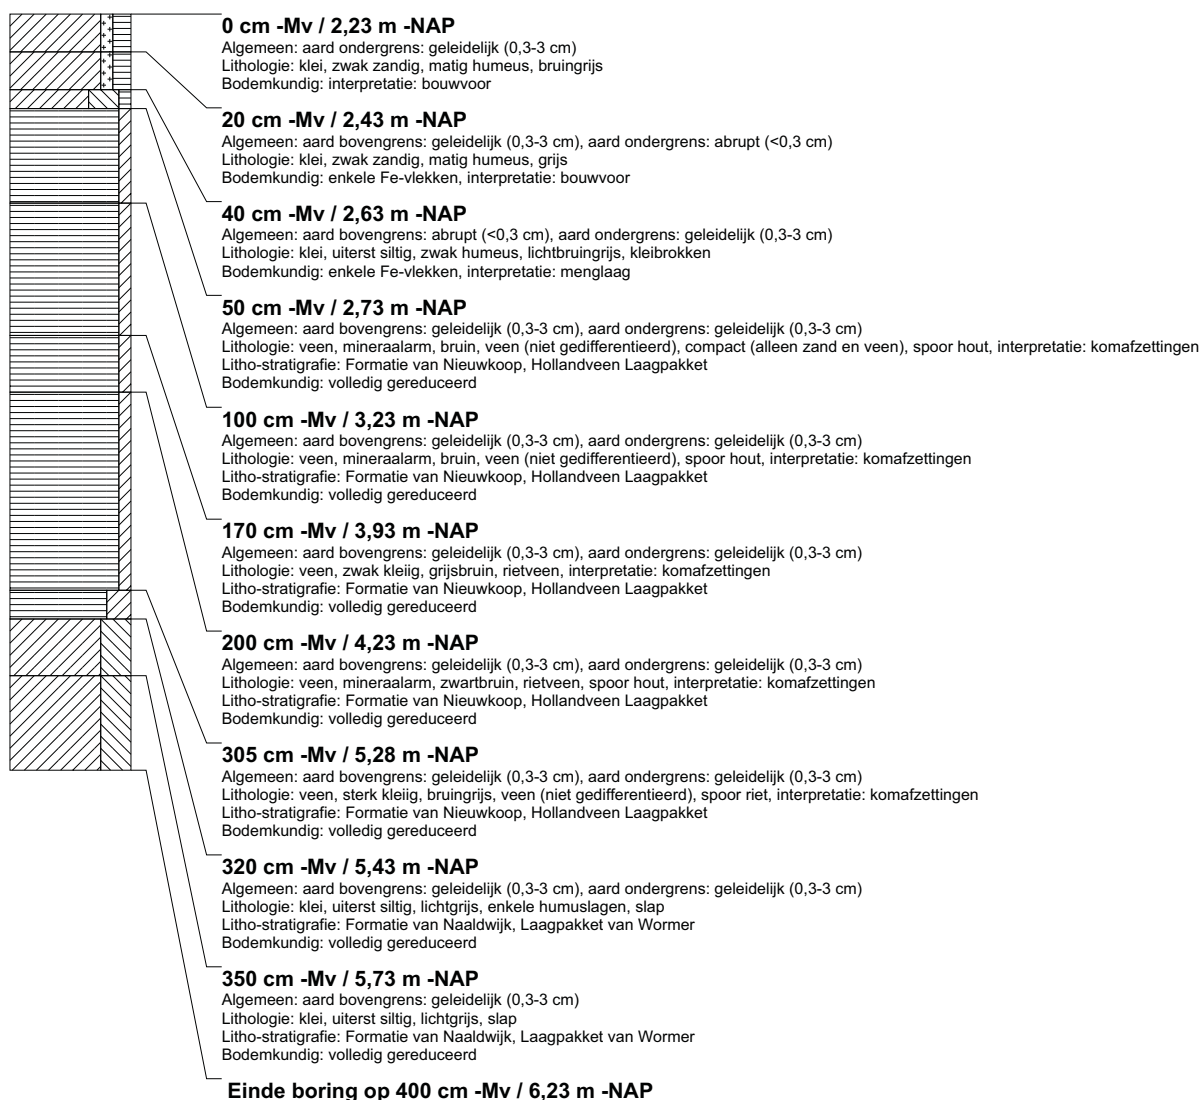 0 cm -Mv / 2,23 m -NAP
Algemeen: aard ondergrens: geleidelijk (0,3-3 cm)
Lithologie: klei, zwak zandig, matig humeus, bruingrijs
Bodemkundig: interpretatie: bouwvoor
20 cm -Mv / 2,43 m -NAP
Algemeen: aard bovengrens: geleidelijk (0,3-3 cm), aard ondergrens: abrupt (<0,3 cm)
Lithologie: klei, zwak zandig, matig humeus, grijs
Bodemkundig: enkele Fe-vlekken, interpretatie: bouwvoor
40 cm -Mv / 2,63 m -NAP
Algemeen: aard bovengrens: abrupt (<0,3 cm), aard ondergrens: geleidelijk (0,3-3 cm)
Lithologie: klei, uiterst siltig, zwak humeus, lichtbruingrijs, kleibrokken
Bodemkundig: enkele Fe-vlekken, interpretatie: menglaag
50 cm -Mv / 2,73 m -NAP
Algemeen: aard bovengrens: geleidelijk (0,3-3 cm), aard ondergrens: geleidelijk (0,3-3 cm)
Lithologie: veen, mineraalarm, bruin, veen (niet gedifferentieerd), compact (alleen zand en veen), spoor hout, interpretatie: komafzettingen
Litho-stratigrafie: Formatie van Nieuwkoop, Hollandveen Laagpakket
Bodemkundig: volledig gereduceerd
100 cm -Mv / 3,23 m -NAP
Algemeen: aard bovengrens: geleidelijk (0,3-3 cm), aard ondergrens: geleidelijk (0,3-3 cm)
Lithologie: veen, mineraalarm, bruin, veen (niet gedifferentieerd), spoor hout, interpretatie: komafzettingen
Litho-stratigrafie: Formatie van Nieuwkoop, Hollandveen Laagpakket
Bodemkundig: volledig gereduceerd
170 cm -Mv / 3,93 m -NAP
Algemeen: aard bovengrens: geleidelijk (0,3-3 cm), aard ondergrens: geleidelijk (0,3-3 cm)
Lithologie: veen, zwak kleiig, grijsbruin, rietveen, interpretatie: komafzettingen
Litho-stratigrafie: Formatie van Nieuwkoop, Hollandveen Laagpakket
Bodemkundig: volledig gereduceerd
200 cm -Mv / 4,23 m -NAP
Algemeen: aard bovengrens: geleidelijk (0,3-3 cm), aard ondergrens: geleidelijk (0,3-3 cm)
Lithologie: veen, mineraalarm, zwartbruin, rietveen, spoor hout, interpretatie: komafzettingen
Litho-stratigrafie: Formatie van Nieuwkoop, Hollandveen Laagpakket
Bodemkundig: volledig gereduceerd
305 cm -Mv / 5,28 m -NAP
Algemeen: aard bovengrens: geleidelijk (0,3-3 cm), aard ondergrens: geleidelijk (0,3-3 cm)
Lithologie: veen, sterk kleiig, bruingrijs, veen (niet gedifferentieerd), spoor riet, interpretatie: komafzettingen
Litho-stratigrafie: Formatie van Nieuwkoop, Hollandveen Laagpakket
Bodemkundig: volledig gereduceerd
320 cm -Mv / 5,43 m -NAP
Algemeen: aard bovengrens: geleidelijk (0,3-3 cm), aard ondergrens: geleidelijk (0,3-3 cm)
Lithologie: klei, uiterst siltig, lichtgrijs, enkele humuslagen, slap
Litho-stratigrafie: Formatie van Naaldwijk, Laagpakket van Wormer
Bodemkundig: volledig gereduceerd
350 cm -Mv / 5,73 m -NAP
Algemeen: aard bovengrens: geleidelijk (0,3-3 cm)
Lithologie: klei, uiterst siltig, lichtgrijs, slap
Litho-stratigrafie: Formatie van Naaldwijk, Laagpakket van Wormer
Bodemkundig: volledig gereduceerd
Einde boring op 400 cm -Mv / 6,23 m -NAP